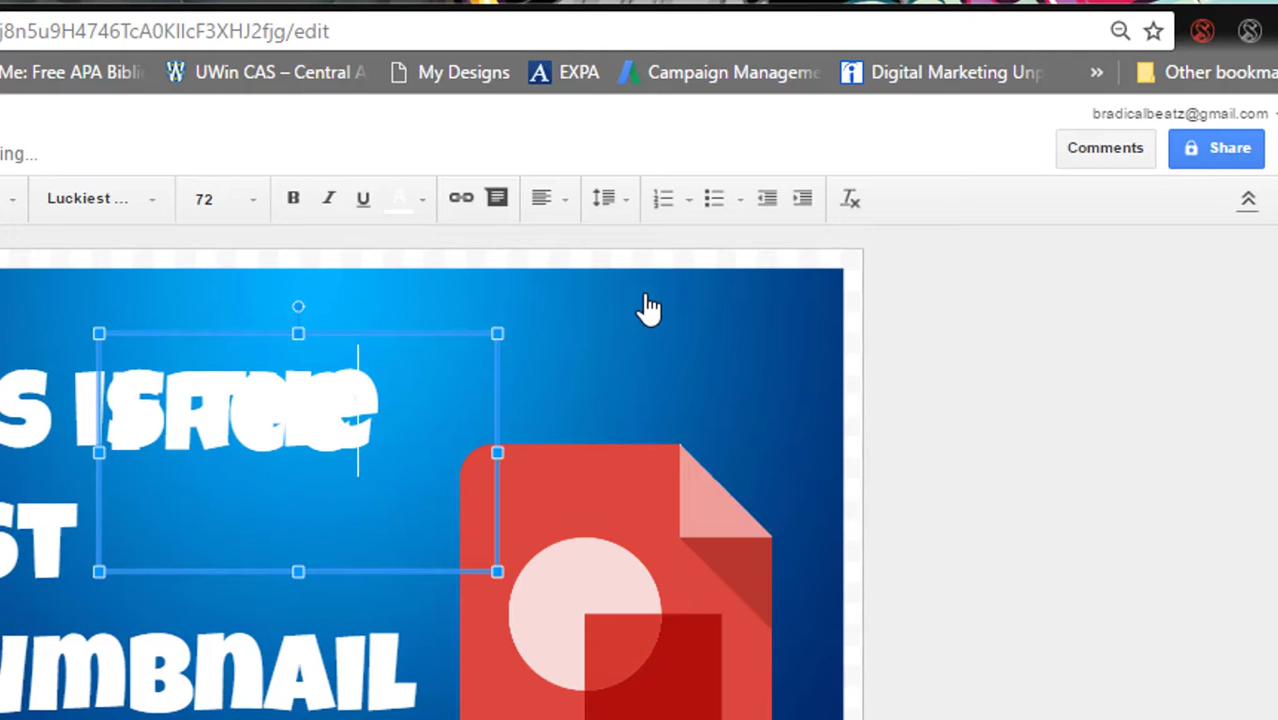 j8n5u9H4746TcA0KIlcF3XHJ2fjg/edit
Me: Free APA Bibli
UWin CAS – Central A
My Designs
EXPA
Campaign Manageme
Digital Marketing Unp
»
Other bookma
bradicalbeatz@gmail.com
ing...
Comments
Share
Luckiest ...
72
B
I
U
A
S
ST
UMBNAIL